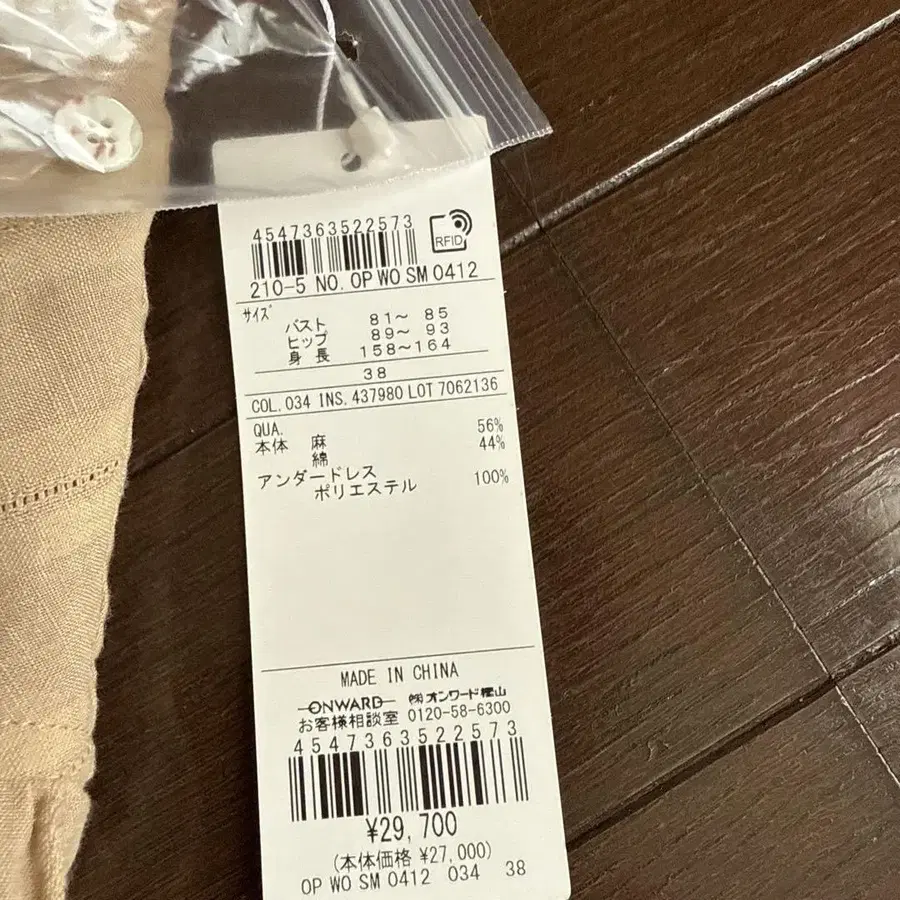 4547363522573
RFID
210-5 NO. OP WO SM 0412
サイズ
バスト 81～ 85
ヒップ 89～ 93
身長 158～164
38
COL. 034 INS. 437980 LOT 7062136
QUA.
本体 麻 56%
綿 44%
アンダードレス
ポリエステル 100%
MADE IN CHINA
ONWARD ㈱オンワード樫山
お客様相談室 0120-58-6300
4547363522573
¥29,700
(本体価格 ¥27,000)
OP WO SM 0412 034 38